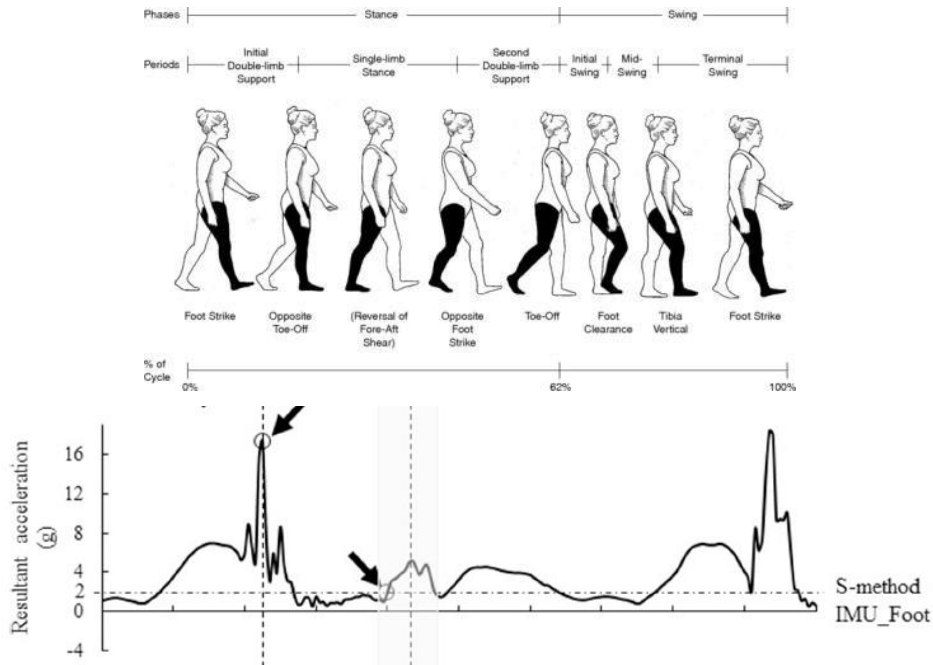 Phases Stance Swing
Periods Initial Double-limb Support Single-limb Stance Second Double-limb Support Initial Swing Mid-Swing Terminal Swing
Foot Strike Opposite Toe-Off (Reversal of Fore-Aft Shear) Opposite Foot Strike Toe-Off Foot Clearance Tibia Vertical Foot Strike
% of Cycle
0% 62% 100%
Resultant acceleration (g)
16
12
8
4
2
0
-4
S-method
IMU_Foot